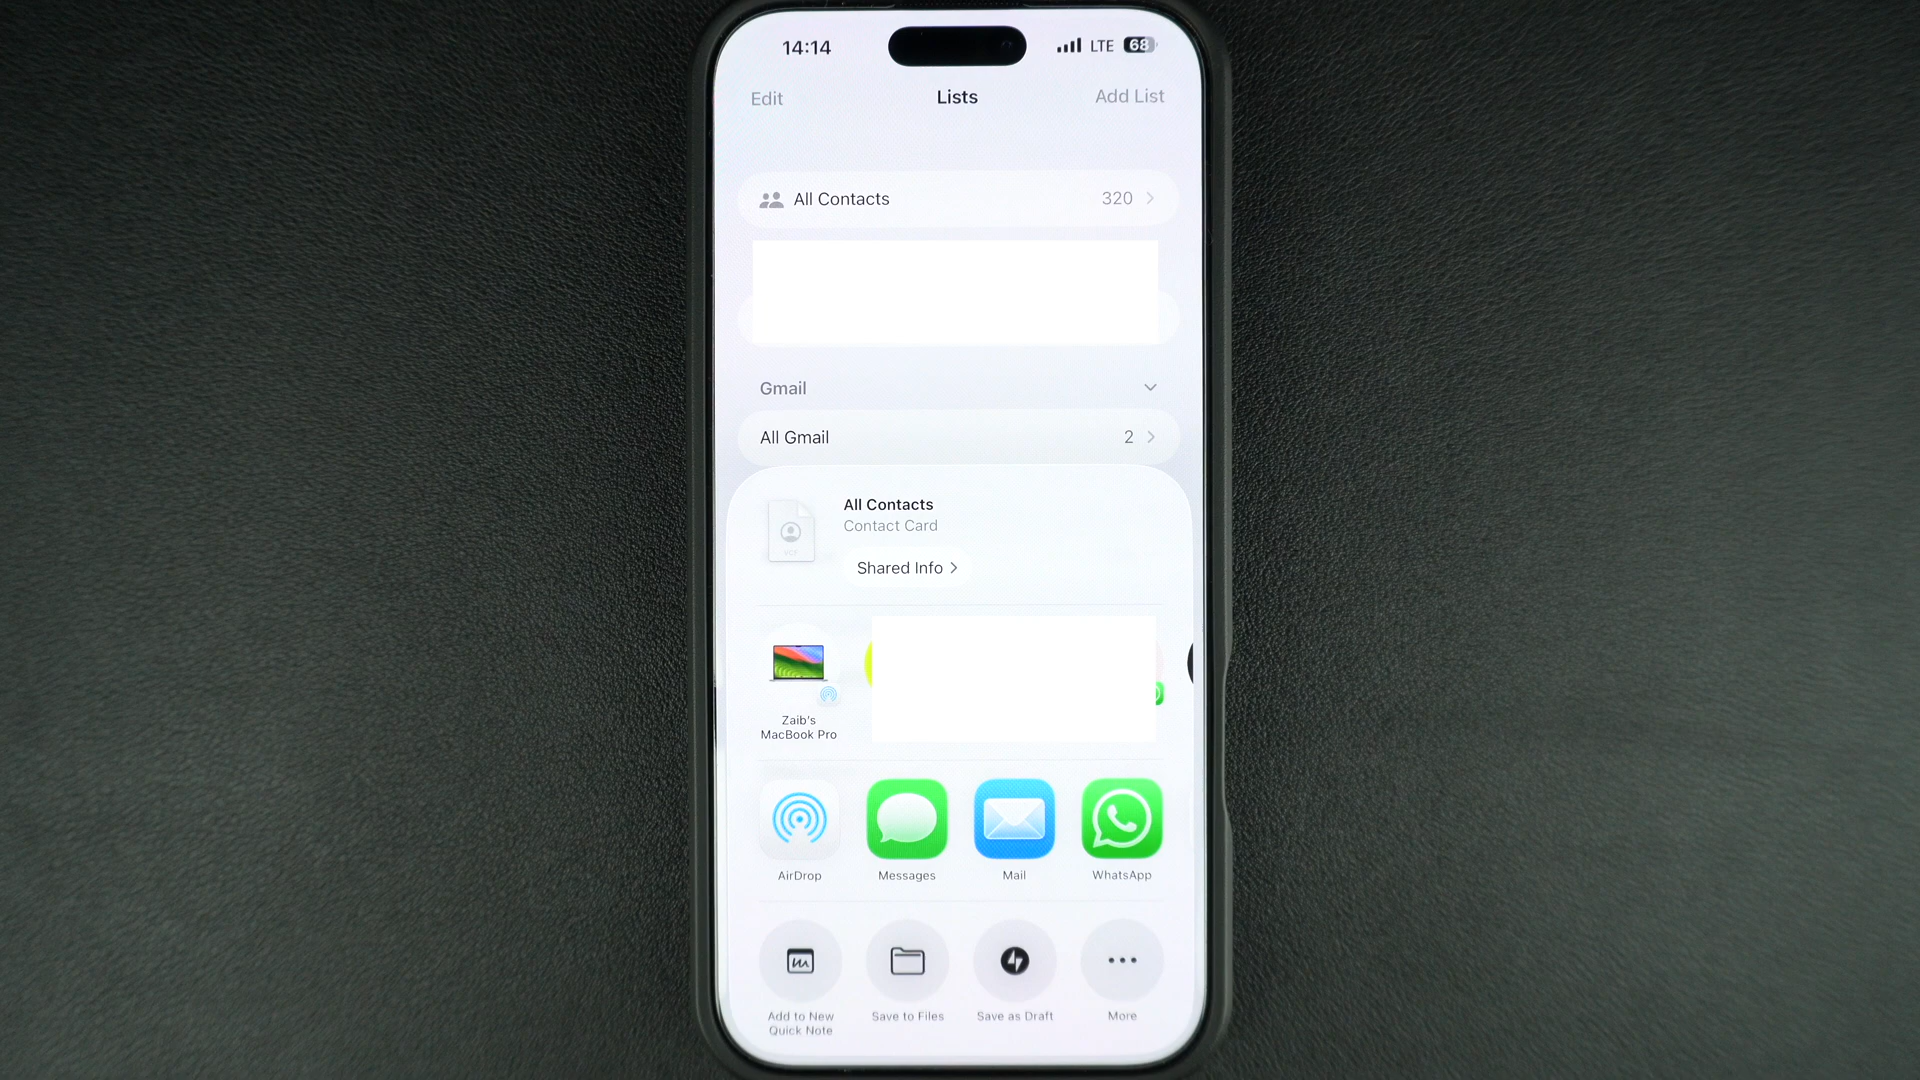 14:14
LTE 68
Edit
Lists
Add List
All Contacts
320
Gmail
All Gmail
2
All Contacts
Contact Card
VCF
Shared Info
Zaib's
MacBook Pro
AirDrop
Messages
Mail
WhatsApp
Add to New
Quick Note
Save to Files
Save as Draft
More